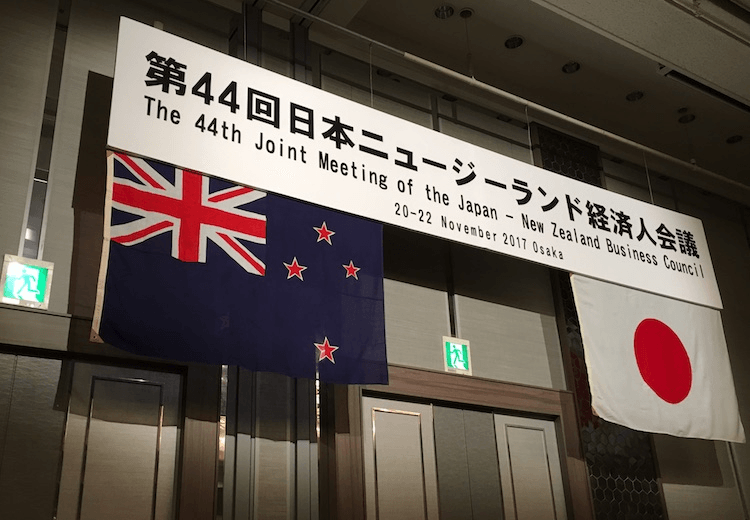 第44回日本ニュージーランド経済人会議
The 44th Joint Meeting of the Japan - New Zealand Business Council
20-22 November 2017 Osaka